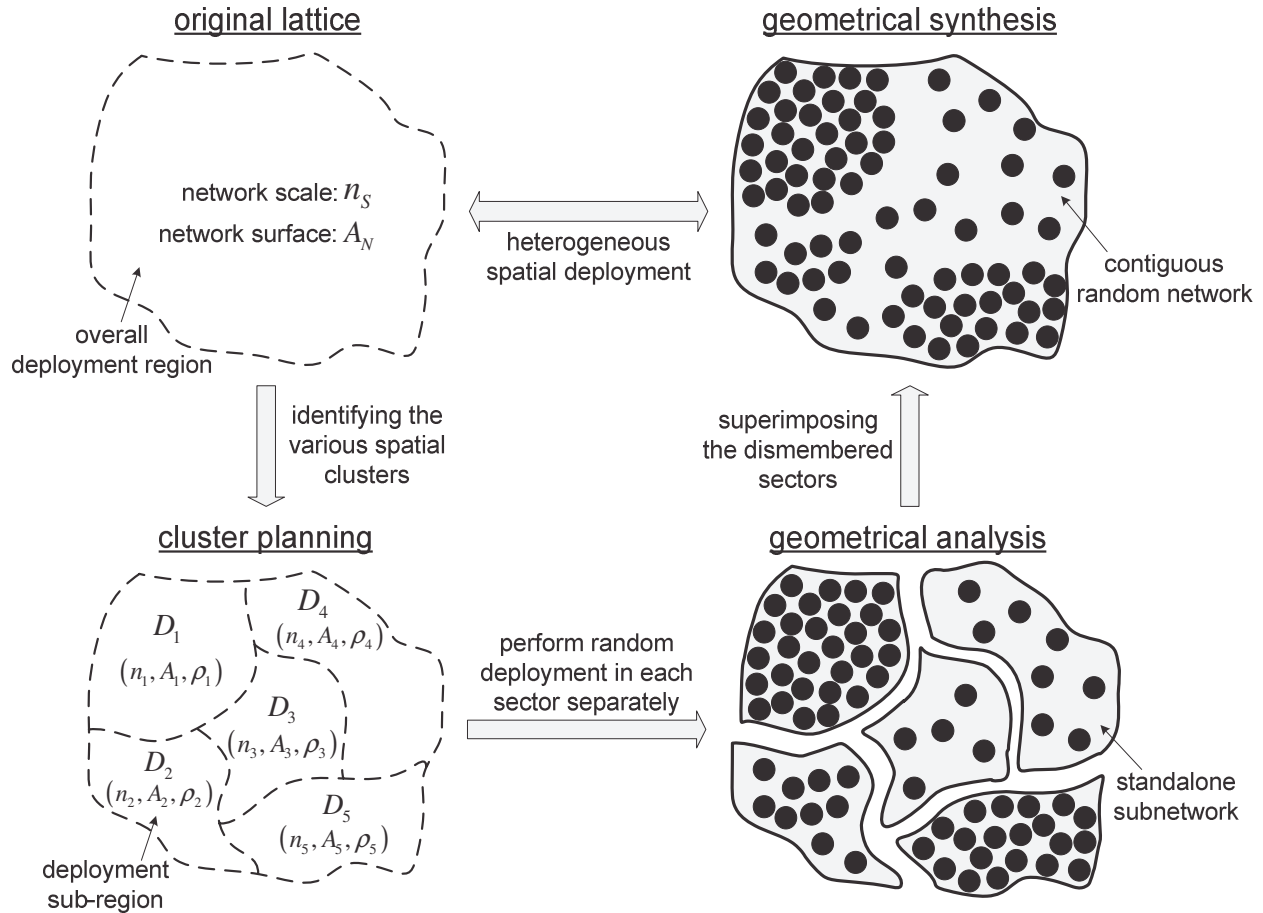 original lattice
network scale: n_S
network surface: A_N
overall
deployment region
heterogeneous
spatial deployment
geometrical synthesis
contiguous
random network
identifying the
various spatial
clusters
superimposing
the dismembered
sectors
cluster planning
D_1
(n_1, A_1, ρ_1)
D_4
(n_4, A_4, ρ_4)
D_3
(n_3, A_3, ρ_3)
D_2
(n_2, A_2, ρ_2)
D_5
(n_5, A_5, ρ_5)
deployment
sub-region
perform random
deployment in each
sector separately
geometrical analysis
standalone
subnetwork